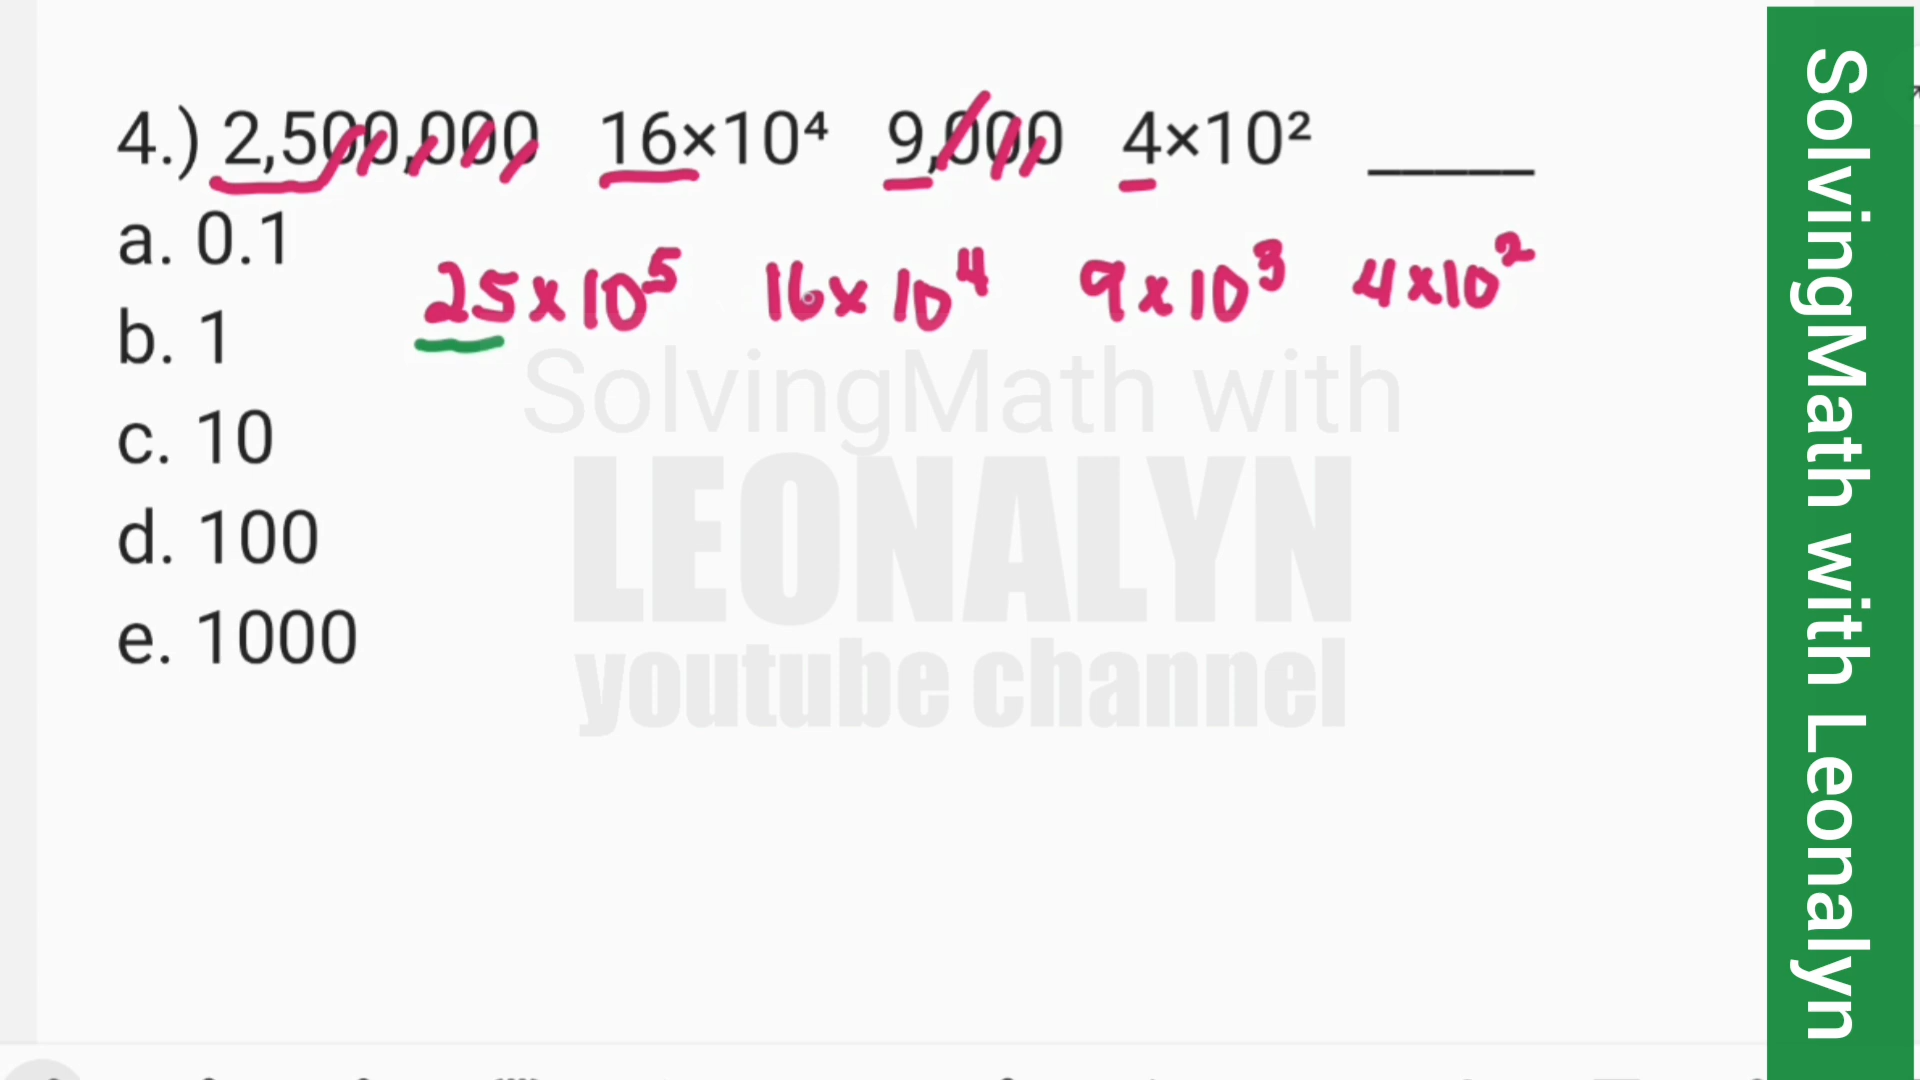 4.) 2,500,000 16×10⁴ 9,000 4×10² _____
a. 0.1
25×10⁵ 16×10⁴ 9×10³ 4×10²
b. 1
c. 10
d. 100
e. 1000
SolvingMath with
LEONALYN
youtube channel
SolvingMath with Leonalyn